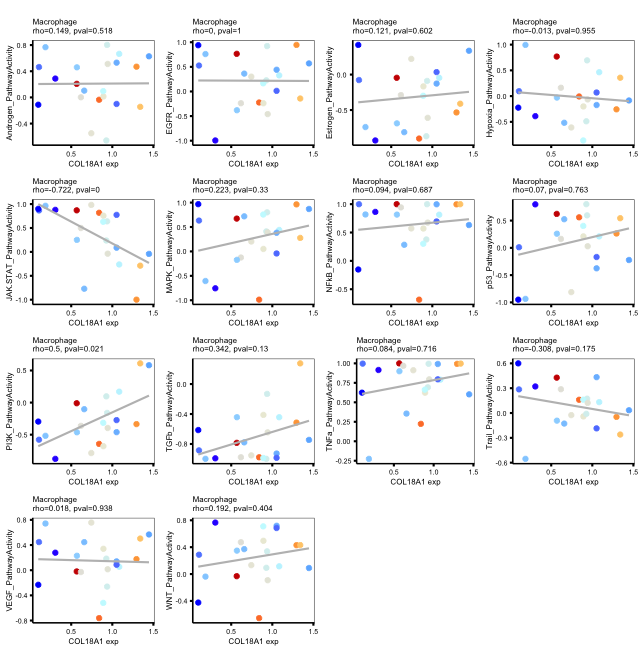 Macrophage
rho=0.149, pval=0.518
Androgen_PathwayActivity
0.8
0.4
0.0
-0.4
0.5
1.0
1.5
COL18A1 exp
Macrophage
rho=0, pval=1
EGFR_PathwayActivity
1.0
0.5
0.0
-0.5
-1.0
0.5
1.0
1.5
COL18A1 exp
Macrophage
rho=0.121, pval=0.602
Estrogen_PathwayActivity
0.0
-0.5
0.5
1.0
1.5
COL18A1 exp
Macrophage
rho=-0.013, pval=0.955
Hypoxia_PathwayActivity
1.0
0.5
0.0
-0.5
0.5
1.0
1.5
COL18A1 exp
Macrophage
rho=-0.722, pval=0
JAK-STAT_PathwayActivity
1.0
0.5
0.0
-0.5
-1.0
0.5
1.0
1.5
COL18A1 exp
Macrophage
rho=0.223, pval=0.33
MAPK_PathwayActivity
1.0
0.5
0.0
-0.5
-1.0
0.5
1.0
1.5
COL18A1 exp
Macrophage
rho=0.094, pval=0.687
NFkB_PathwayActivity
1.0
0.5
0.0
-0.5
0.5
1.0
1.5
COL18A1 exp
Macrophage
rho=0.07, pval=0.763
p53_PathwayActivity
0.5
0.0
-0.5
-1.0
0.5
1.0
1.5
COL18A1 exp
Macrophage
rho=0.5, pval=0.021
PI3K_PathwayActivity
0.5
0.0
-0.5
0.5
1.0
1.5
COL18A1 exp
Macrophage
rho=0.342, pval=0.13
TGFb_PathwayActivity
0.0
-0.4
-0.8
0.5
1.0
1.5
COL18A1 exp
Macrophage
rho=0.084, pval=0.716
TNFa_PathwayActivity
1.00
0.75
0.50
0.25
0.00
-0.25
0.5
1.0
1.5
COL18A1 exp
Macrophage
rho=-0.308, pval=0.175
Trail_PathwayActivity
0.6
0.3
0.0
-0.3
-0.6
0.5
1.0
1.5
COL18A1 exp
Macrophage
rho=0.018, pval=0.938
VEGF_PathwayActivity
0.8
0.4
0.0
-0.4
-0.8
0.5
1.0
1.5
COL18A1 exp
Macrophage
rho=0.192, pval=0.404
WNT_PathwayActivity
0.8
0.4
0.0
-0.4
0.5
1.0
1.5
COL18A1 exp